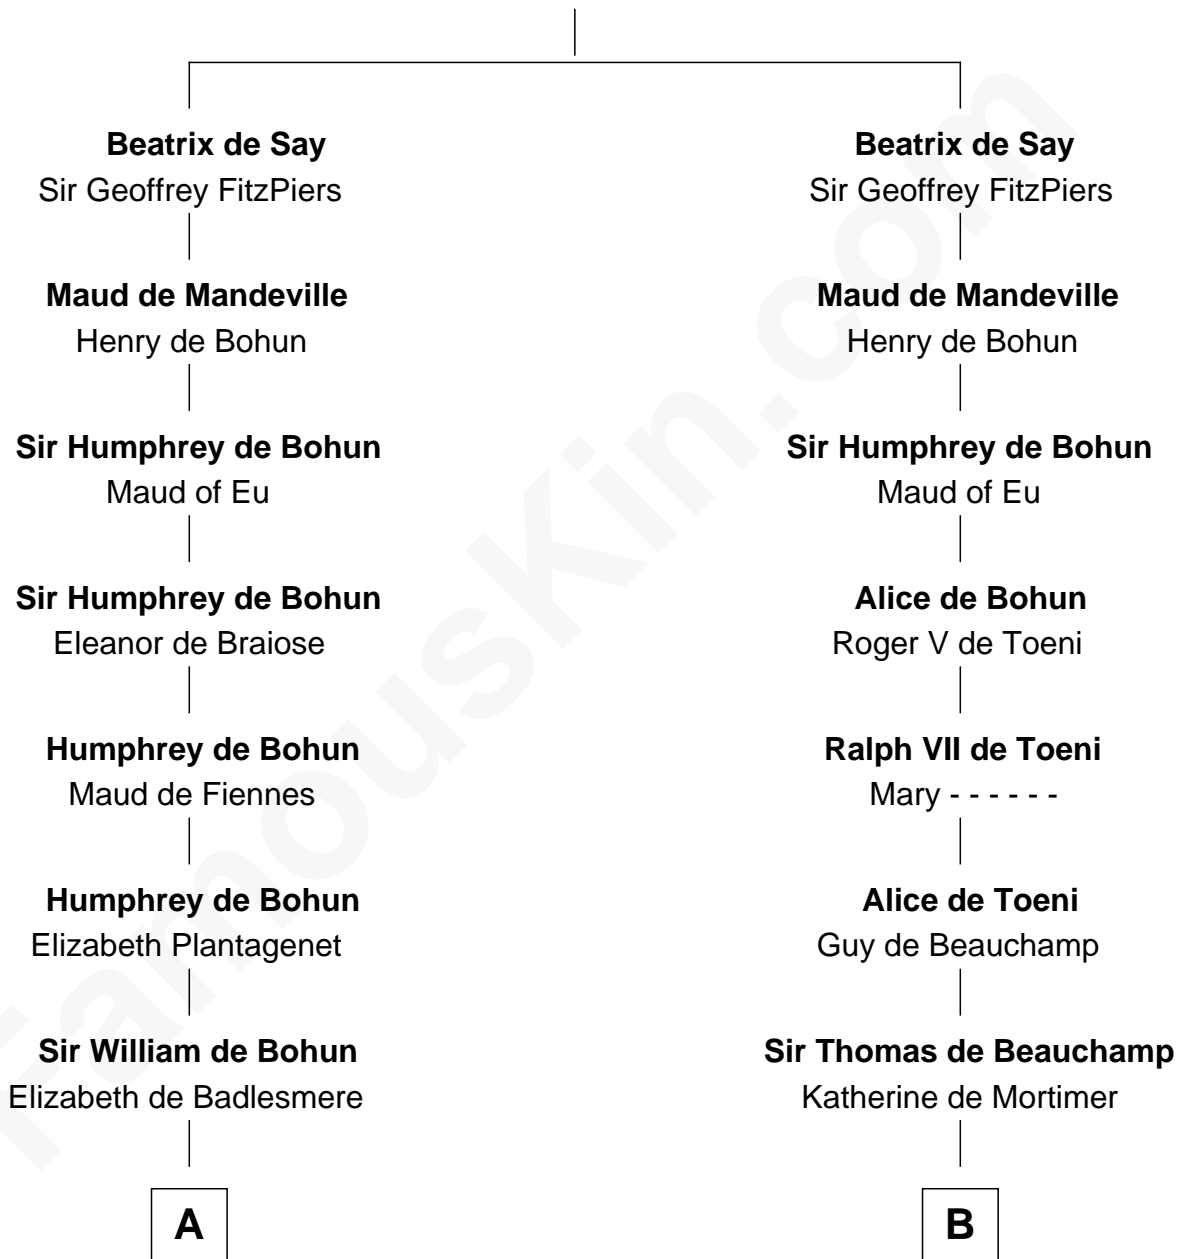 Beatrix de Say
Sir Geoffrey FitzPiers
Maud de Mandeville
Henry de Bohun
Sir Humphrey de Bohun
Maud of Eu
Sir Humphrey de Bohun
Eleanor de Braiose
Humphrey de Bohun
Maud de Fiennes
Humphrey de Bohun
Elizabeth Plantagenet
Sir William de Bohun
Elizabeth de Badlesmere
A
Beatrix de Say
Sir Geoffrey FitzPiers
Maud de Mandeville
Henry de Bohun
Sir Humphrey de Bohun
Maud of Eu
Alice de Bohun
Roger V de Toeni
Ralph VII de Toeni
Mary - - - - - -
Alice de Toeni
Guy de Beauchamp
Sir Thomas de Beauchamp
Katherine de Mortimer
B
FamousKin.com